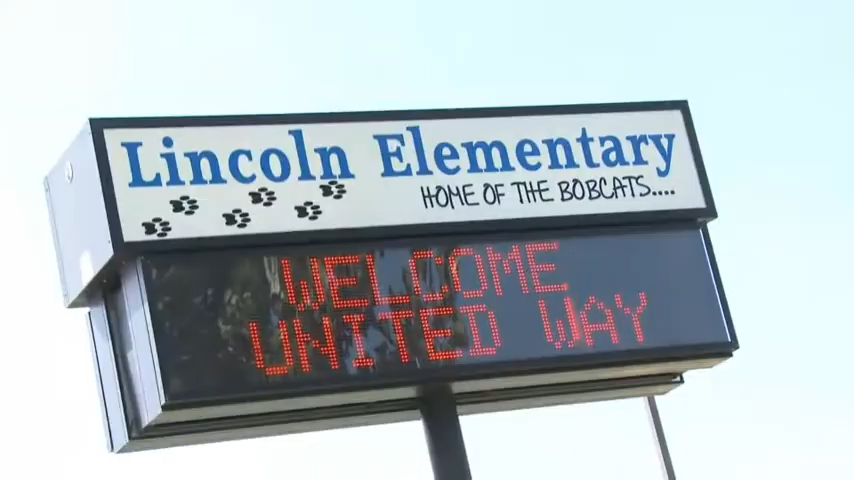 Lincoln Elementary
HOME OF THE BOBCATS....
WELCOME
UNITED WAY